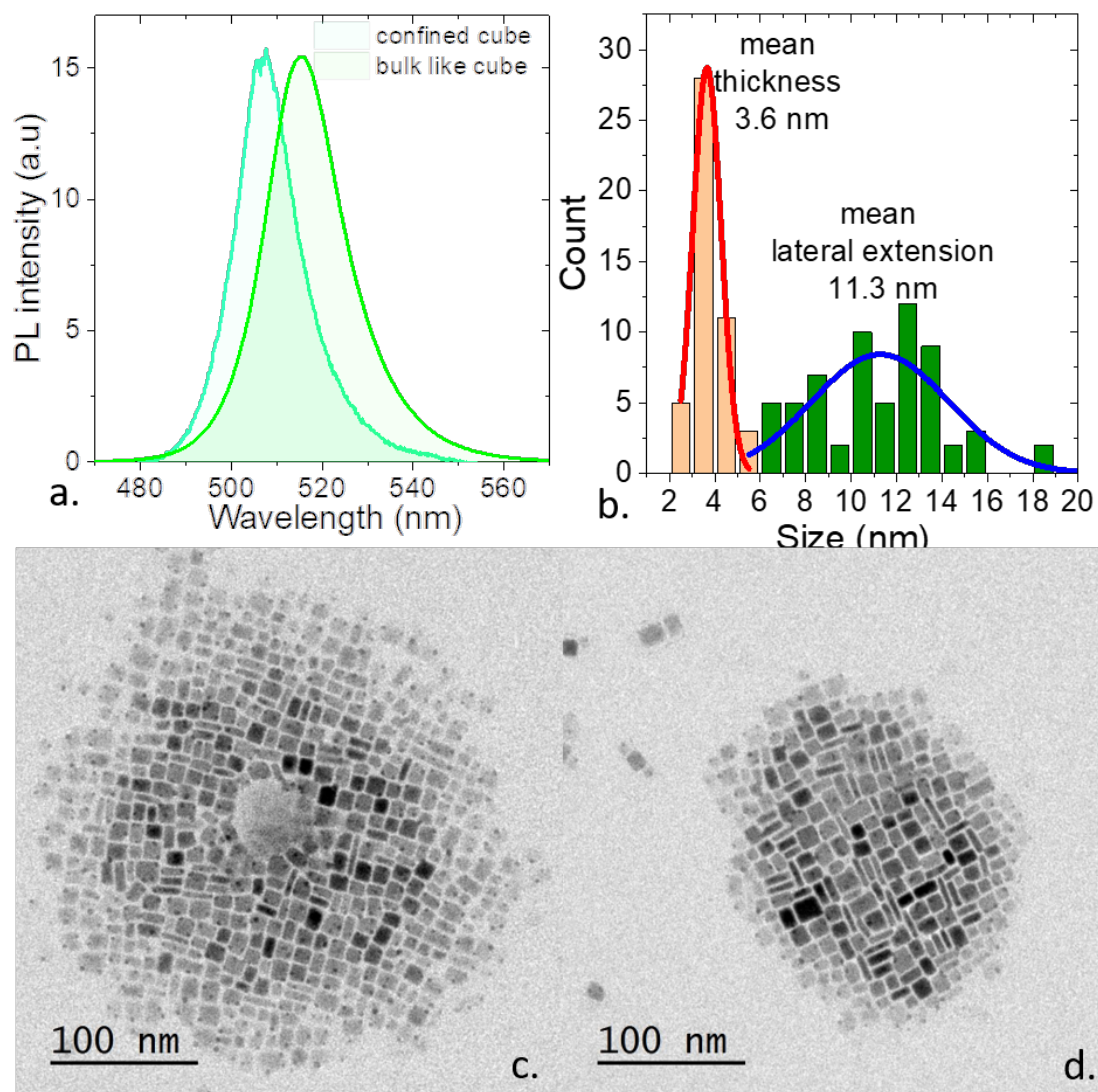 confined cube
bulk like cube
PL intensity (a.u)
15
10
5
0
480
500
520
540
560
Wavelength (nm)
a.
mean
thickness
3.6 nm
mean
lateral extension
11.3 nm
Count
30
25
20
15
10
5
0
2
4
6
8
10
12
14
16
18
20
Size (nm)
b.
100 nm
c.
100 nm
d.